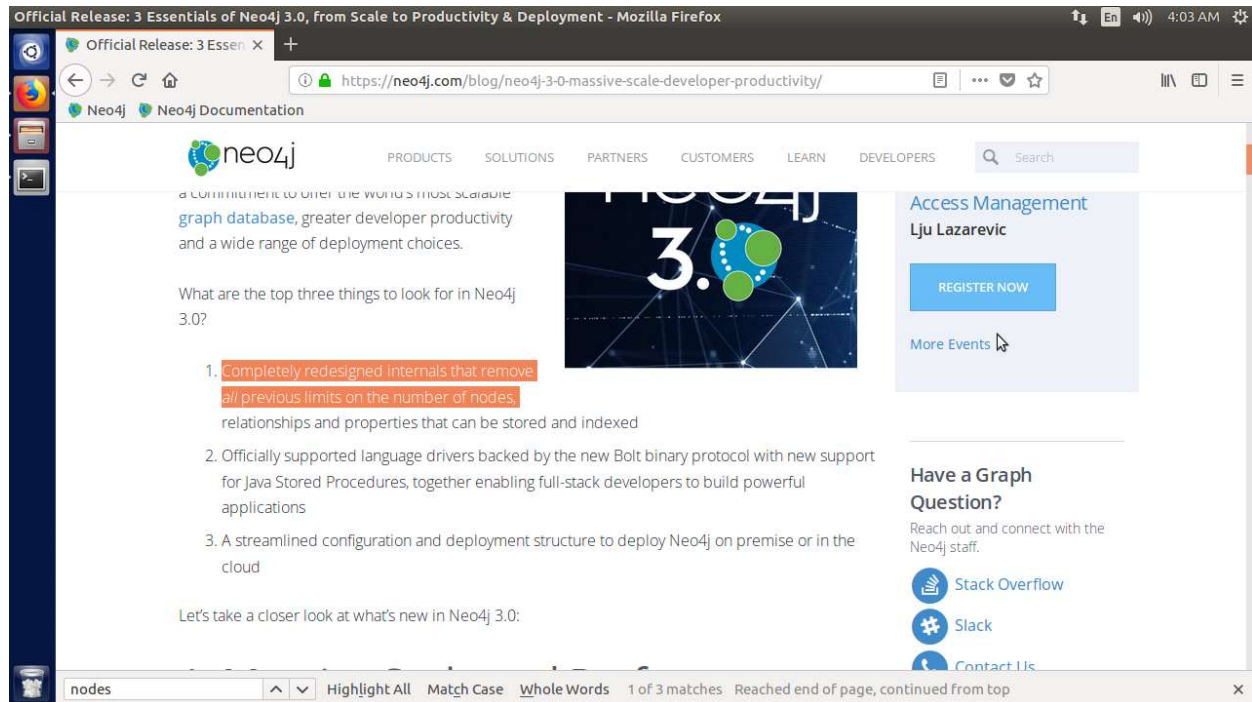 Official Release: 3 Essentials of Neo4j 3.0, from Scale to Productivity & Deployment - Mozilla Firefox
En
4:03 AM
Official Release: 3 Essen
https://neo4j.com/blog/neo4j-3-0-massive-scale-developer-productivity/
Neo4j
Neo4j Documentation
neo4j
PRODUCTS
SOLUTIONS
PARTNERS
CUSTOMERS
LEARN
DEVELOPERS
Search
a commitment to offer the world's most scalable
graph database, greater developer productivity
and a wide range of deployment choices.
What are the top three things to look for in Neo4j
3.0?
neo4j
3.
1. Completely redesigned internals that remove
all previous limits on the number of nodes,
relationships and properties that can be stored and indexed
2. Officially supported language drivers backed by the new Bolt binary protocol with new support
for Java Stored Procedures, together enabling full-stack developers to build powerful
applications
3. A streamlined configuration and deployment structure to deploy Neo4j on premise or in the
cloud
Let's take a closer look at what's new in Neo4j 3.0:
Access Management
Lju Lazarevic
REGISTER NOW
More Events
Have a Graph
Question?
Reach out and connect with the
Neo4j staff.
Stack Overflow
Slack
Contact Us
nodes
Highlight All
Match Case
Whole Words
1 of 3 matches
Reached end of page, continued from top